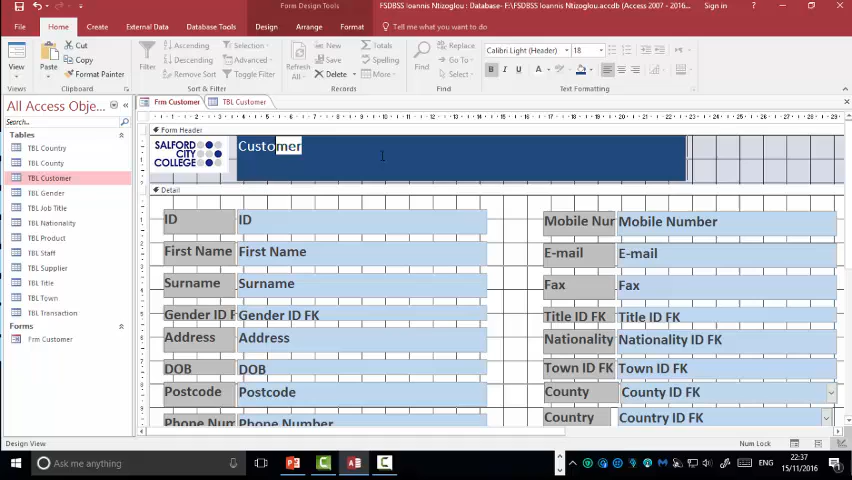 Form Design Tools
FSDBSS Ioannis Ntizoglou: Database- F:\FSDBSS Ioannis Ntizoglou.accdb (Access 2007 - 2016...
Sign in
File
Home
Create
External Data
Database Tools
Design
Arrange
Format
Tell me what you want to do
View
Views
Paste
Cut
Copy
Format Painter
Clipboard
Filter
Ascending
Descending
Remove Sort
Selection
Advanced
Toggle Filter
Sort & Filter
Refresh
All
New
Save
Delete
Totals
Spelling
More
Records
Find
Replace
Go To
Select
Find
Calibri Light (Header)
18
B I U A
Text Formatting
All Access Obje...
Search...
Tables
TBL Country
TBL County
TBL Customer
TBL Gender
TBL Job Title
TBL Nationality
TBL Product
TBL Staff
TBL Supplier
TBL Title
TBL Town
TBL Transaction
Forms
Frm Customer
Frm Customer
TBL Customer
Form Header
SALFORD
CITY
COLLEGE
Customer
Detail
ID ID
First Name First Name
Surname Surname
Gender ID F Gender ID FK
Address Address
DOB DOB
Postcode Postcode
Phone Num Phone Number
Mobile Nur Mobile Number
E-mail E-mail
Fax Fax
Title ID FK Title ID FK
Nationality Nationality ID FK
Town ID FK Town ID FK
County County ID FK
Country Country ID FK
Design View
Num Lock
Ask me anything
ENG
22:37
15/11/2016